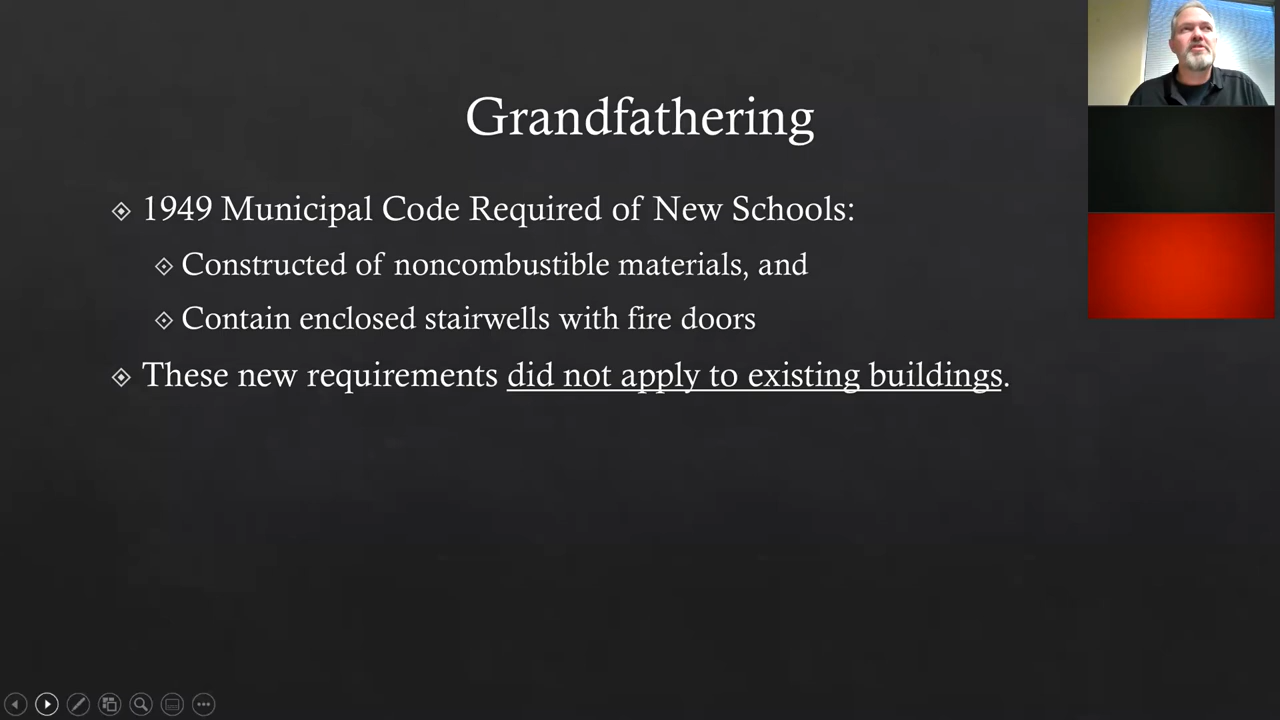 Grandfathering
1949 Municipal Code Required of New Schools:
Constructed of noncombustible materials, and
Contain enclosed stairwells with fire doors
These new requirements did not apply to existing buildings.